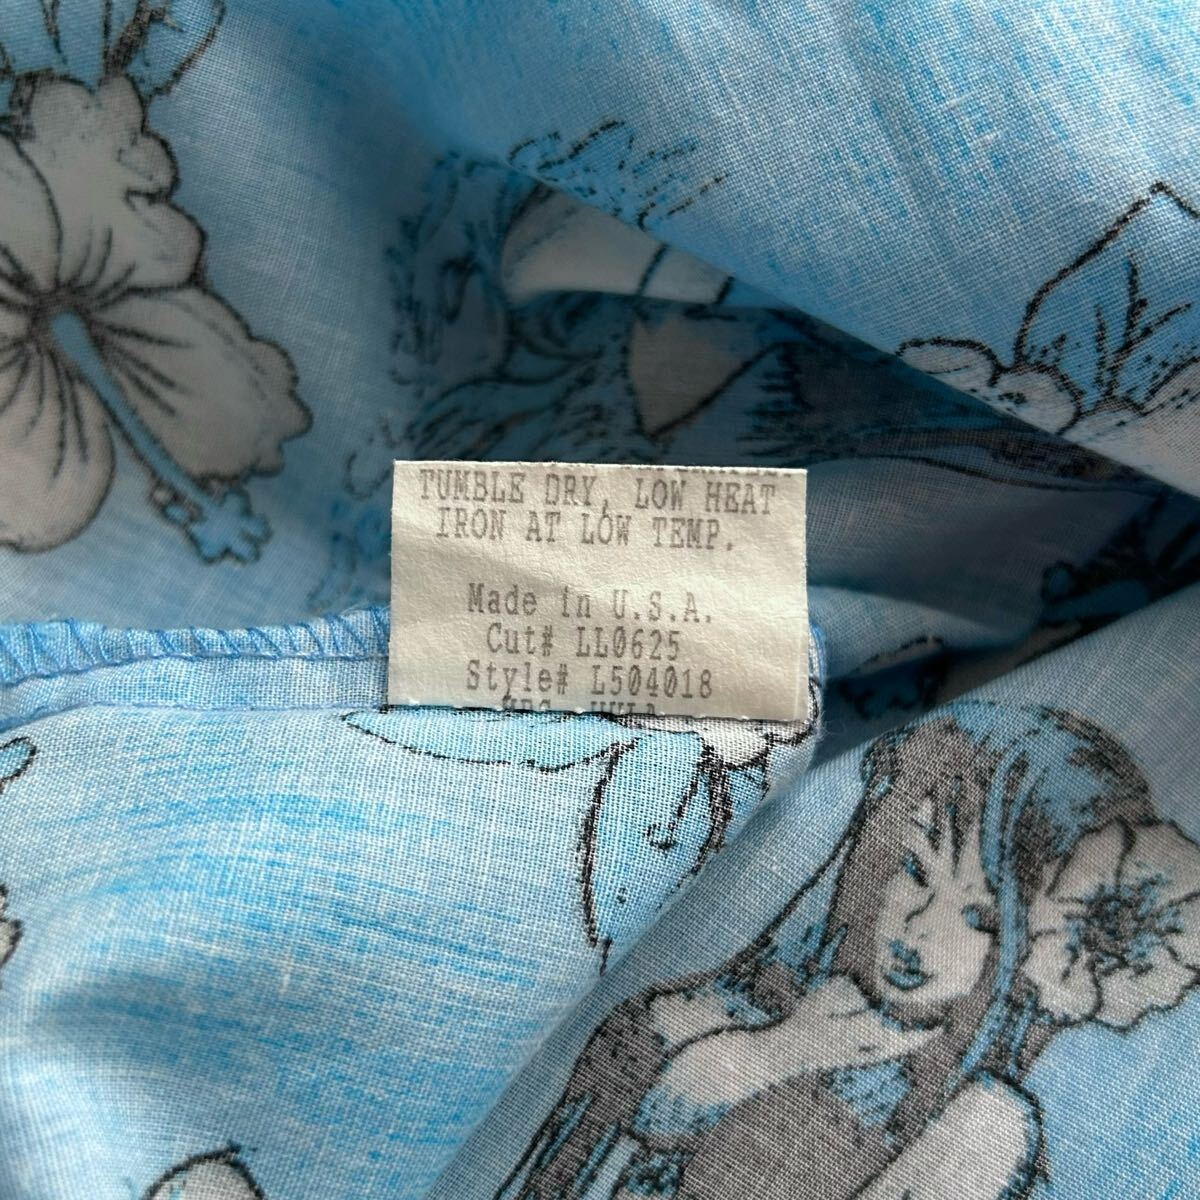 TUMBLE DRY, LOW HEAT
IRON AT LOW TEMP.
Made in U.S.A.
Cut# LL0625
Style# L504018